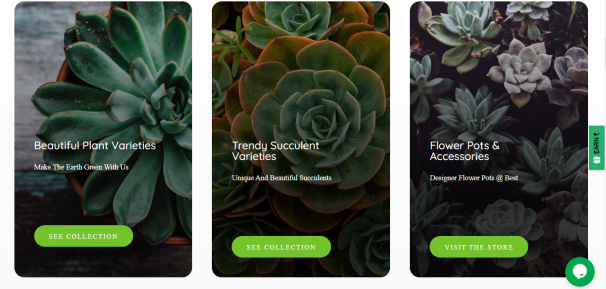 Beautiful Plant Varieties
Make The Earth Green With Us
SEE COLLECTION
Trendy Succulent
Varieties
Unique And Beautiful Succulents
SEE COLLECTION
Flower Pots &
Accessories
Designer Flower Pots @ Best
VISIT THE STORE
EARN ₹